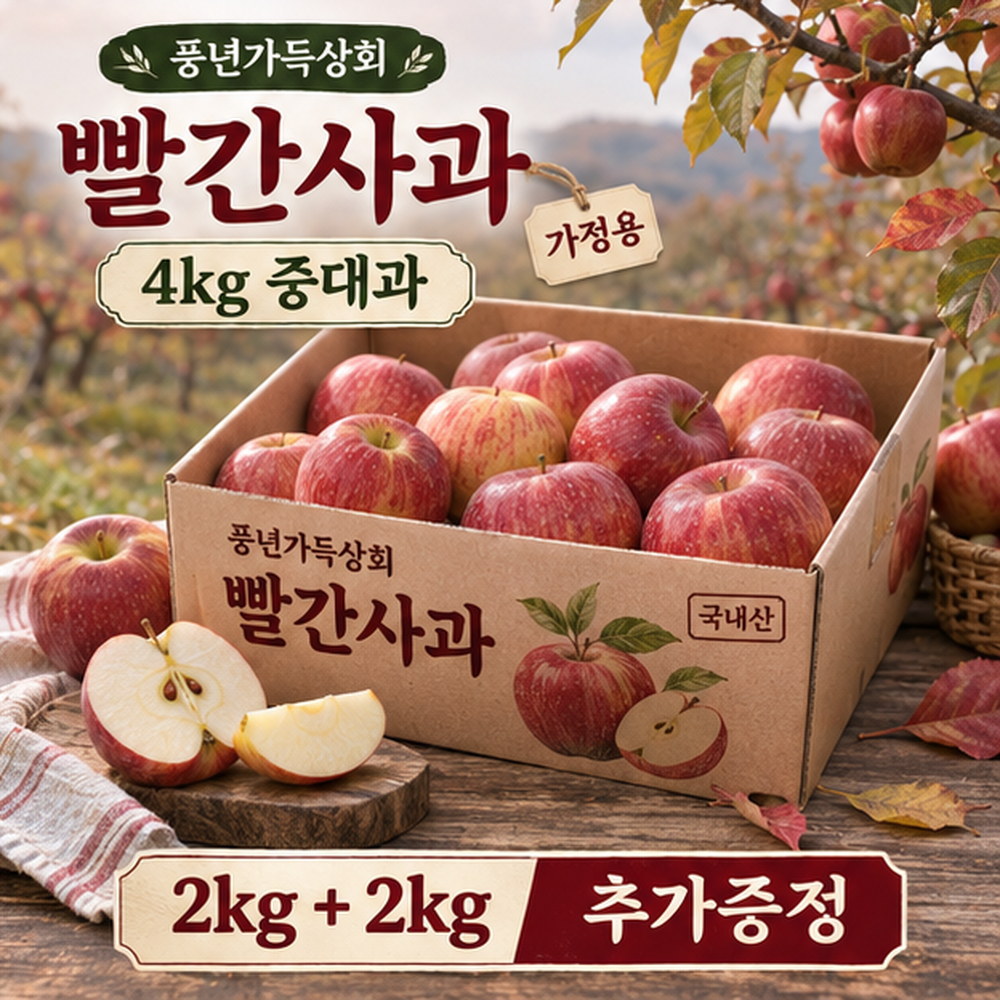 풍년가득상회
빨간사과
가정용
4kg 중대과
풍년가득상회
빨간사과
국내산
2kg + 2kg 추가증정